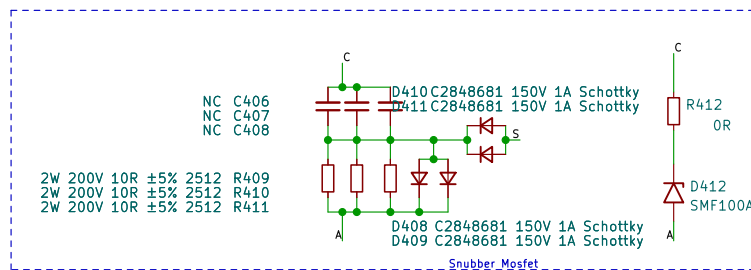 C
C
D410 C2848681 150V 1A Schottky
NC C406
D411 C2848681 150V 1A Schottky
R412
NC C407
0R
NC C408
S
2W 200V 10R ±5% 2512 R409
D412
2W 200V 10R ±5% 2512 R410
SMF100A
2W 200V 10R ±5% 2512 R411
D408 C2848681 150V 1A Schottky
A
A
D409 C2848681 150V 1A Schottky
Snubber Mosfet